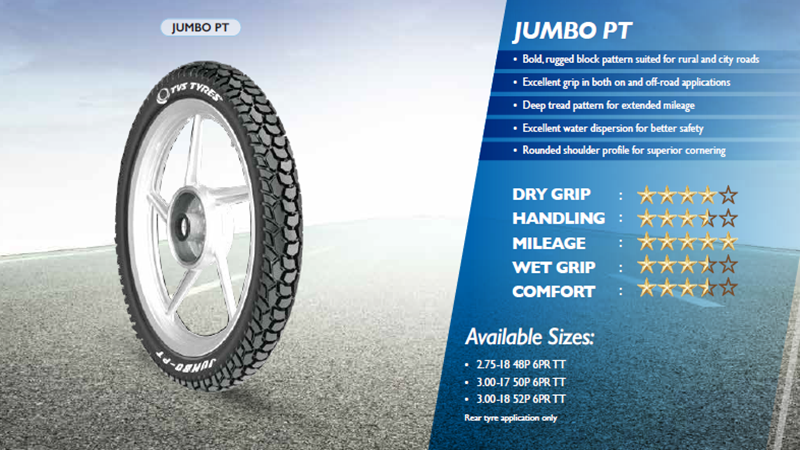 JUMBO PT
TVS TYRES
JUMBO-PT
JUMBO PT
• Bold, rugged block pattern suited for rural and city roads
• Excellent grip in both on and off-road applications
• Deep tread pattern for extended mileage
• Excellent water dispersion for better safety
• Rounded shoulder profile for superior cornering
DRY GRIP :
HANDLING :
MILEAGE :
WET GRIP :
COMFORT :
Available Sizes:
• 2.75-18 48P 6PR TT
• 3.00-17 50P 6PR TT
• 3.00-18 52P 6PR TT
Rear tyre application only